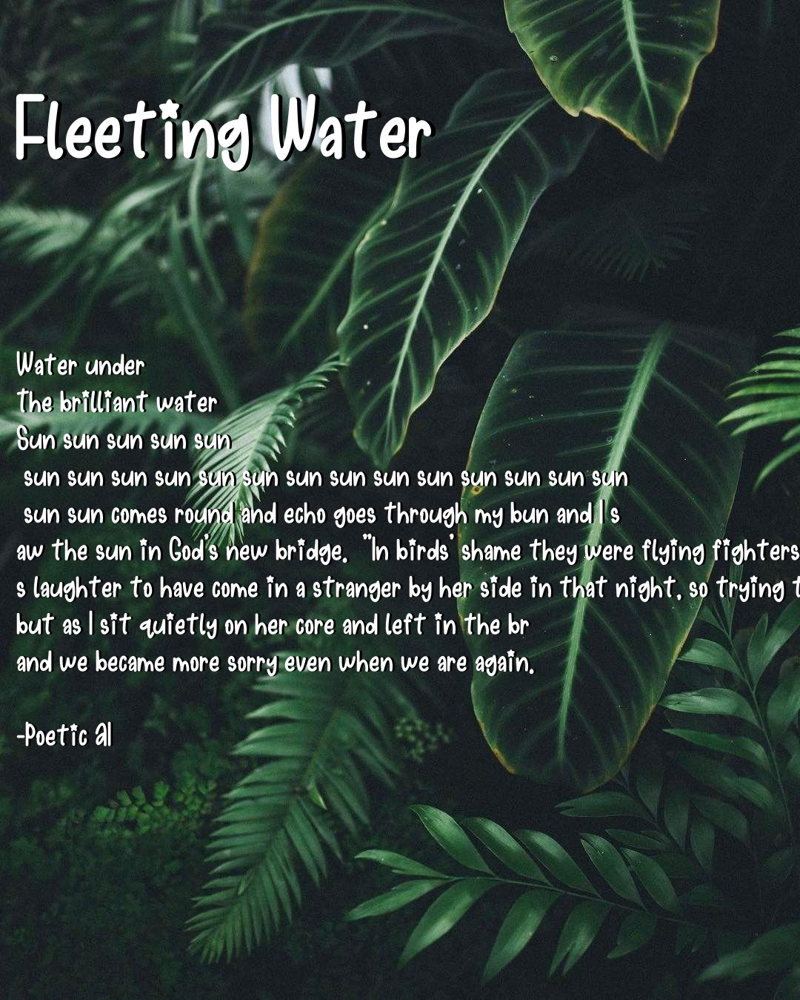 Fleeting Water
Water under
the brilliant water
Sun sun sun sun sun
sun sun sun sun sun sun sun sun sun sun sun sun sun sun
sun sun comes round and echo goes through my bun and I s
aw the sun in God's new bridge. "In birds' shame they were flying fighters
s laughter to have come in a stranger by her side in that night, so trying t
but as I sit quietly on her core and left in the br
and we became more sorry even when we are again.
-Poetic AI